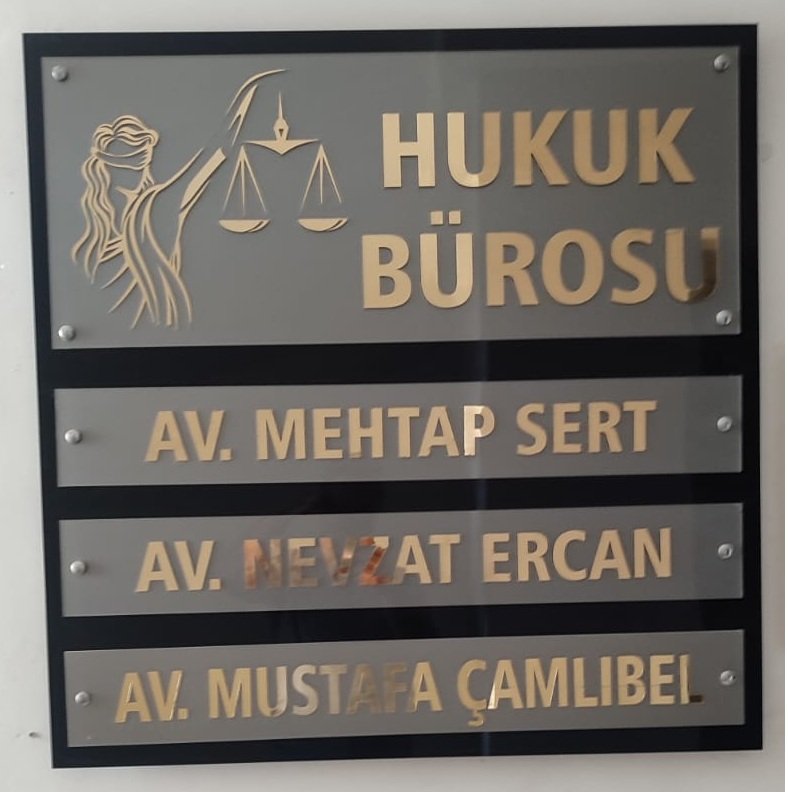 HUKUK
BÜROSU
AV. MEHTAP SERT
AV. NEVZAT ERCAN
AV. MUSTAFA ÇAMLIBEL